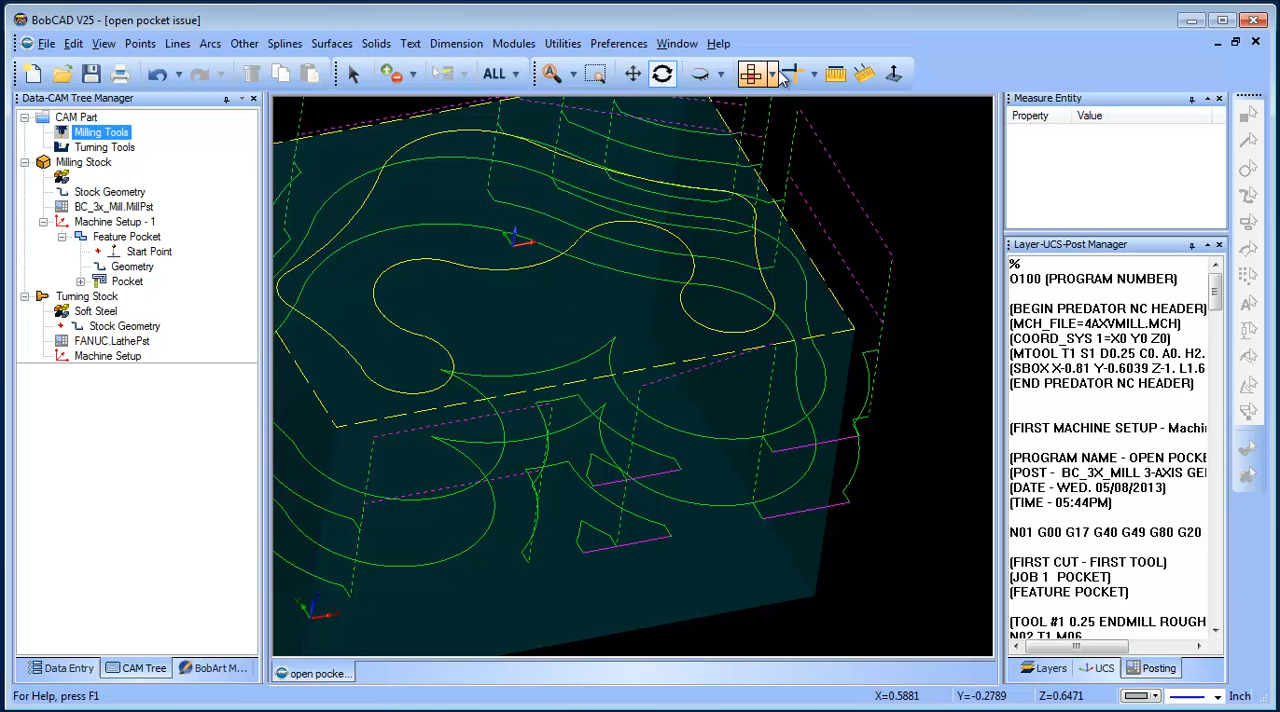 BobCAD V25 - [open pocket issue]
File Edit View Points Lines Arcs Other Splines Surfaces Solids Text Dimension Modules Utilities Preferences Window Help
ALL
Data-CAM Tree Manager
CAM Part
Milling Tools
Turning Tools
Milling Stock
Stock Geometry
BC_3x_Mill.MillPst
Machine Setup - 1
Feature Pocket
Start Point
Geometry
Pocket
Turning Stock
Soft Steel
Stock Geometry
FANUC.LathePst
Machine Setup
Data Entry CAM Tree BobArt M...
open pocke...
Measure Entity
Property Value
Layer-UCS-Post Manager
%
O100 (PROGRAM NUMBER)
(BEGIN PREDATOR NC HEADER)
(MCH_FILE=4AXVMILL.MCH)
(COORD_SYS 1=X0 Y0 Z0)
(MTOOL T1 S1 D0.25 C0. A0. H2.
(SBOX X-0.81 Y-0.6039 Z-1. L1.6
(END PREDATOR NC HEADER)
(FIRST MACHINE SETUP - Machi
(PROGRAM NAME - OPEN POCKE
(POST - BC_3X_MILL 3-AXIS GE
(DATE - WED. 05/08/2013)
(TIME - 05:44PM)
N01 G00 G17 G40 G49 G80 G20
(FIRST CUT - FIRST TOOL)
(JOB 1 POCKET)
(FEATURE POCKET)
(TOOL #1 0.25 ENDMILL ROUGH
N02 T1 M06
Layers UCS Posting
For Help, press F1
X=0.5881 Y=-0.2789 Z=0.6471 Inch